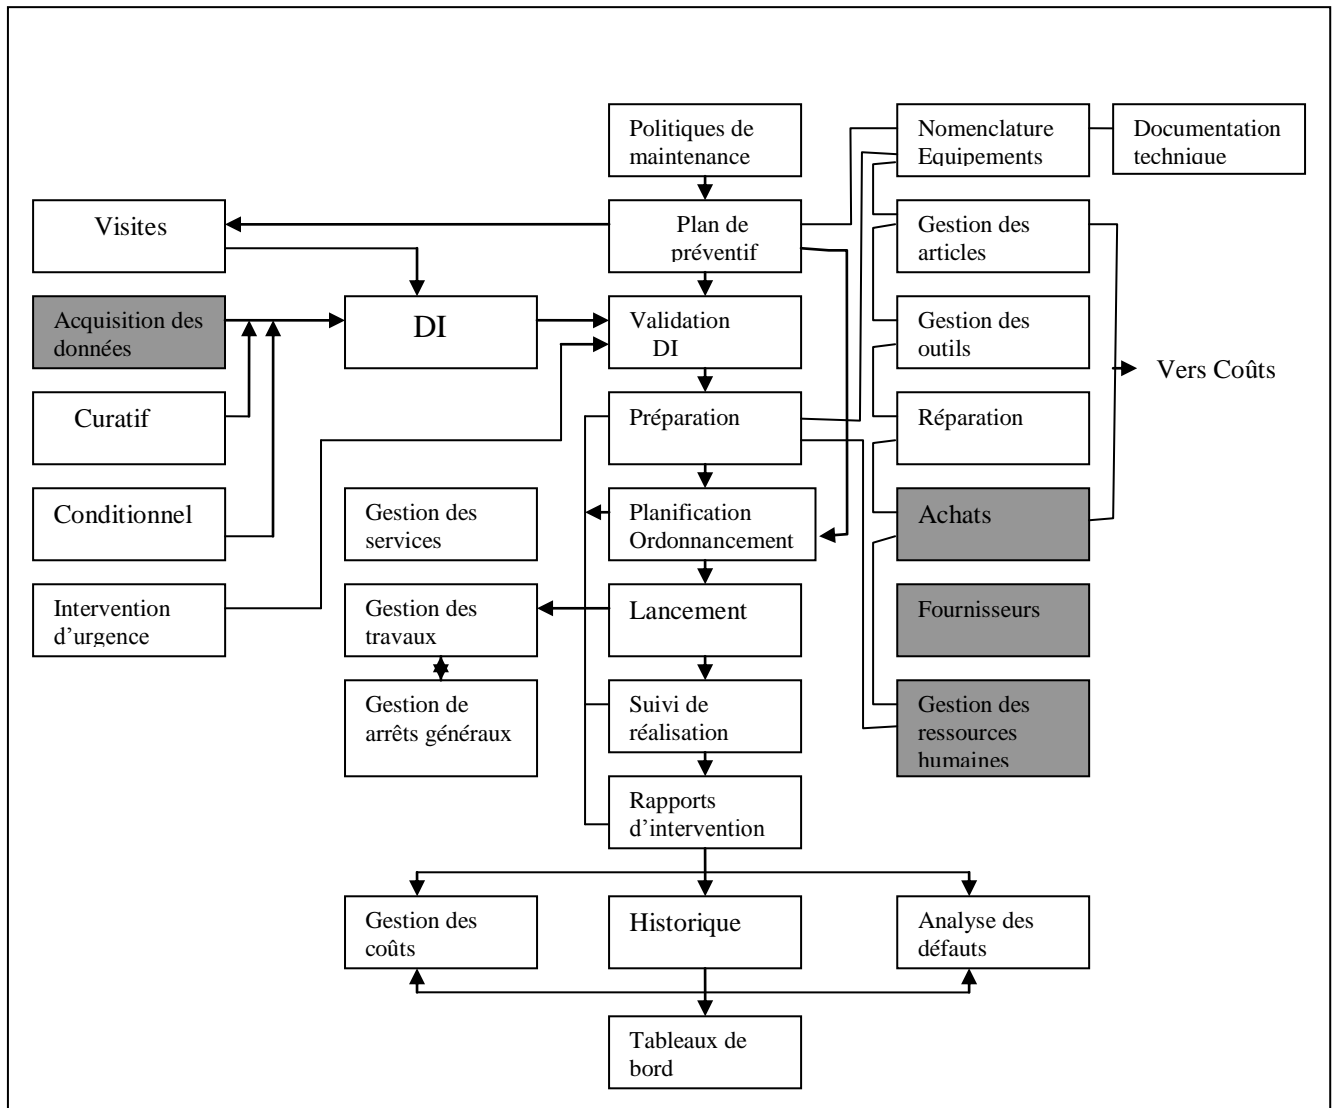 Politiques de
maintenance
Nomenclature
Equipements
Documentation
technique
Visites
Plan de
préventif
Gestion des
articles
Acquisition des
données
DI
Validation
DI
Gestion des
outils
Vers Coûts
Curatif
Préparation
Réparation
Conditionnel
Gestion des
services
Planification
Ordonnancement
Achats
Intervention
d’urgence
Gestion des
travaux
Lancement
Fournisseurs
Gestion de
arrêts généraux
Suivi de
réalisation
Gestion des
ressources
humaines
Rapports
d’intervention
Gestion des
coûts
Historique
Analyse des
défauts
Tableaux de
bord